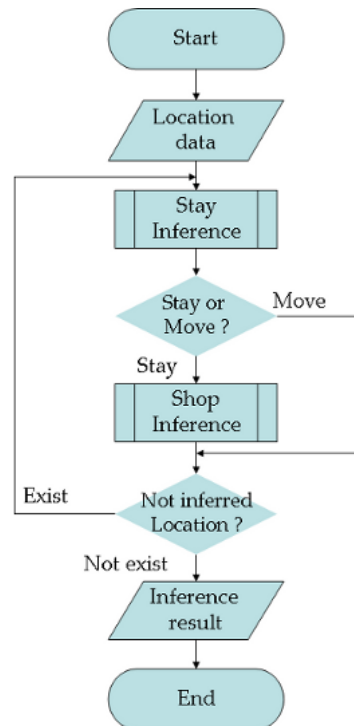 Start
Location
data
Stay
Inference
Stay or
Move ?
Move
Stay
Shop
Inference
Not inferred
Location ?
Exist
Not exist
Inference
result
End